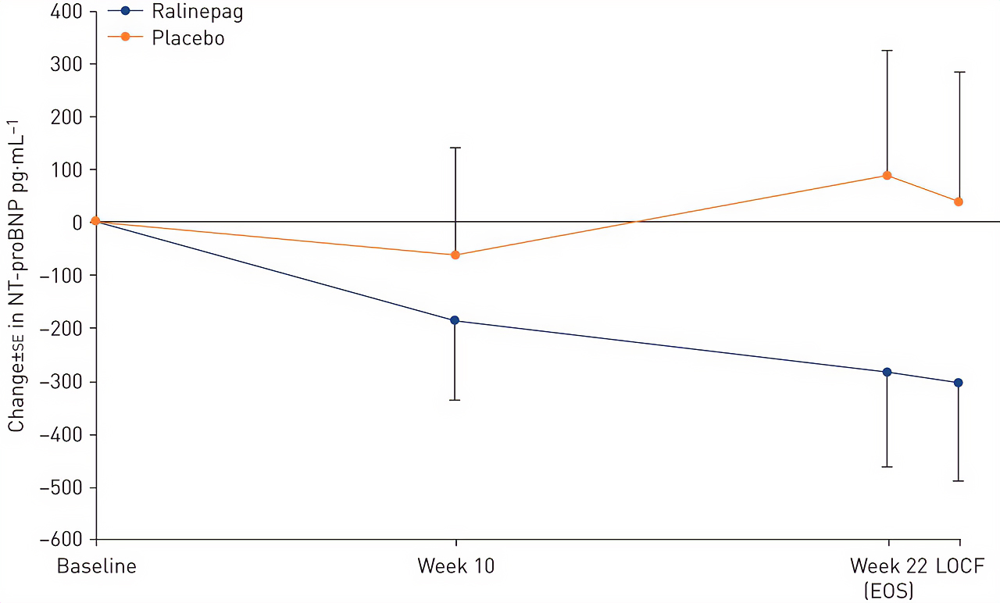 Ralinepag
Placebo
Change±SE in NT-proBNP pg·mL⁻¹
400
300
200
100
0
–100
–200
–300
–400
–500
–600
Baseline
Week 10
Week 22
(EOS)
LOCF